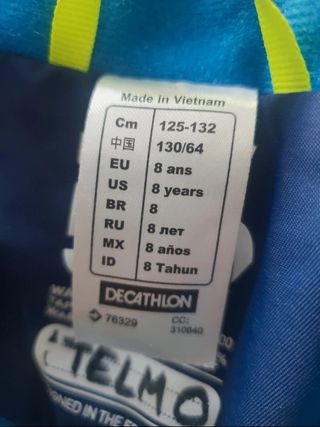 Made in Vietnam
Cm 125-132
中国 130/64
EU 8 ans
US 8 years
BR 8
RU 8 лет
MX 8 años
ID 8 Tahun
DECATHLON
76329 CC:
310040
TELMO